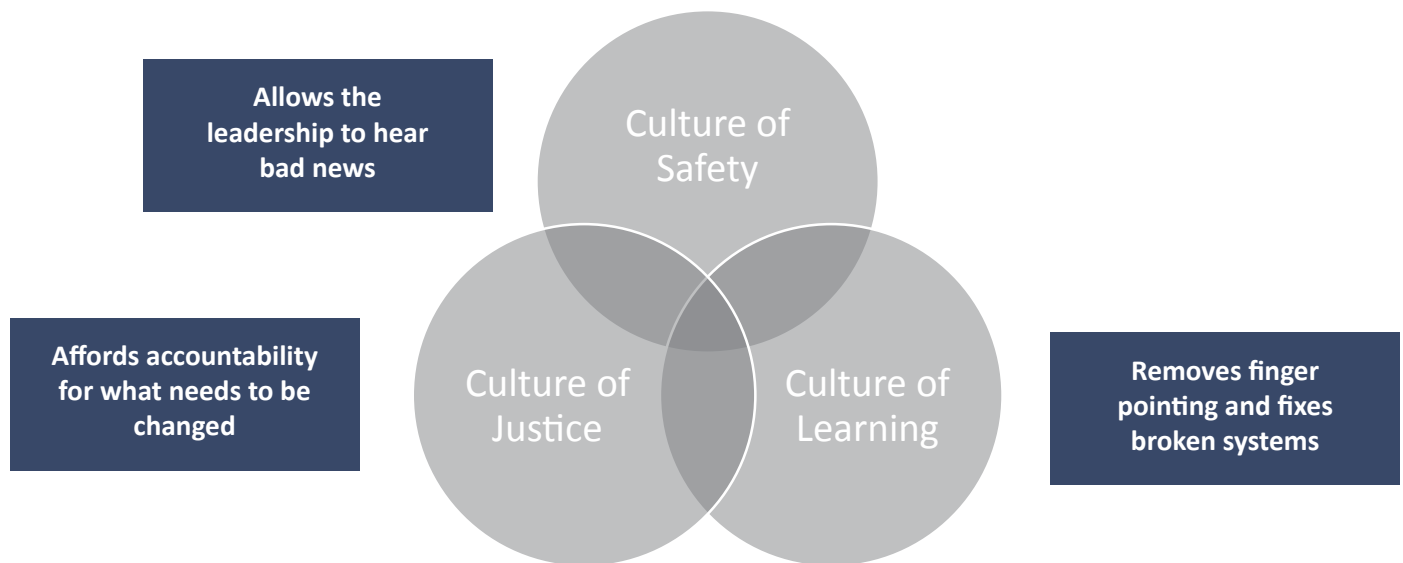 Allows the
leadership to hear
bad news
Culture of
Safety
Affords accountability
for what needs to be
changed
Culture of
Justice
Culture of
Learning
Removes finger
pointing and fixes
broken systems